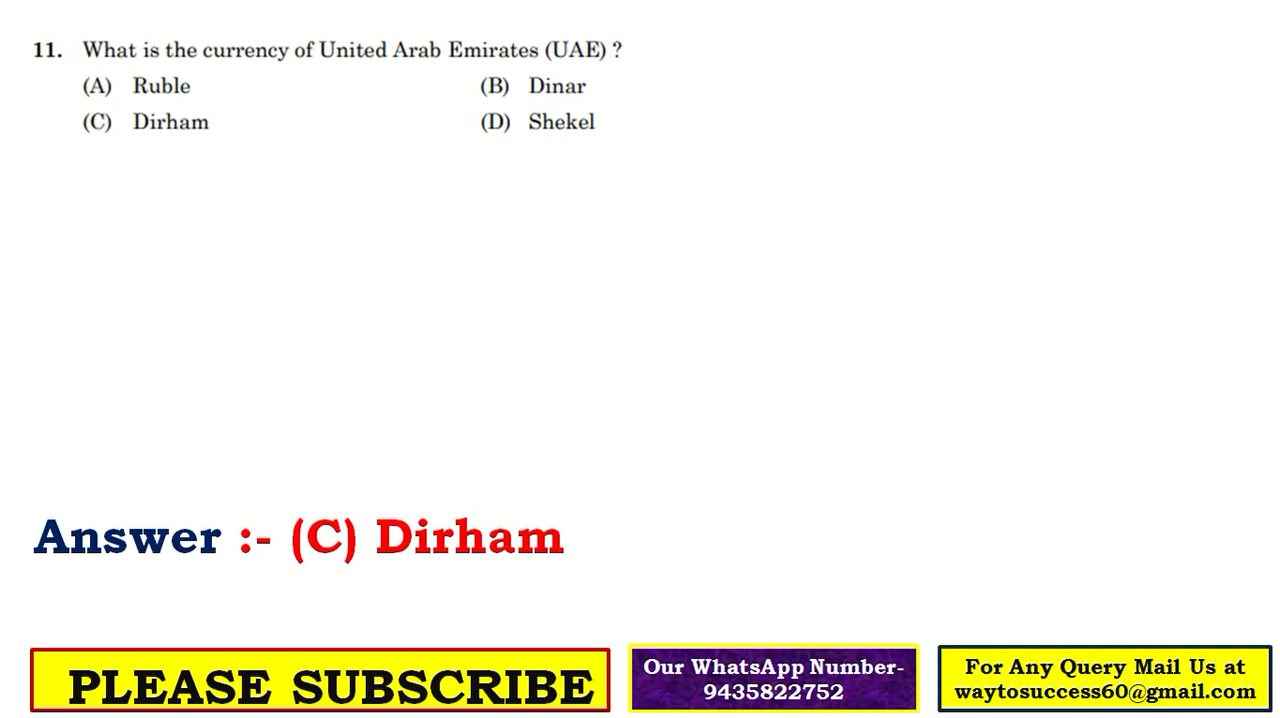 11. What is the currency of United Arab Emirates (UAE) ?
(A) Ruble (B) Dinar
(C) Dirham (D) Shekel
Answer :- (C) Dirham
PLEASE SUBSCRIBE
Our WhatsApp Number-
9435822752
For Any Query Mail Us at
waytosuccess60@gmail.com